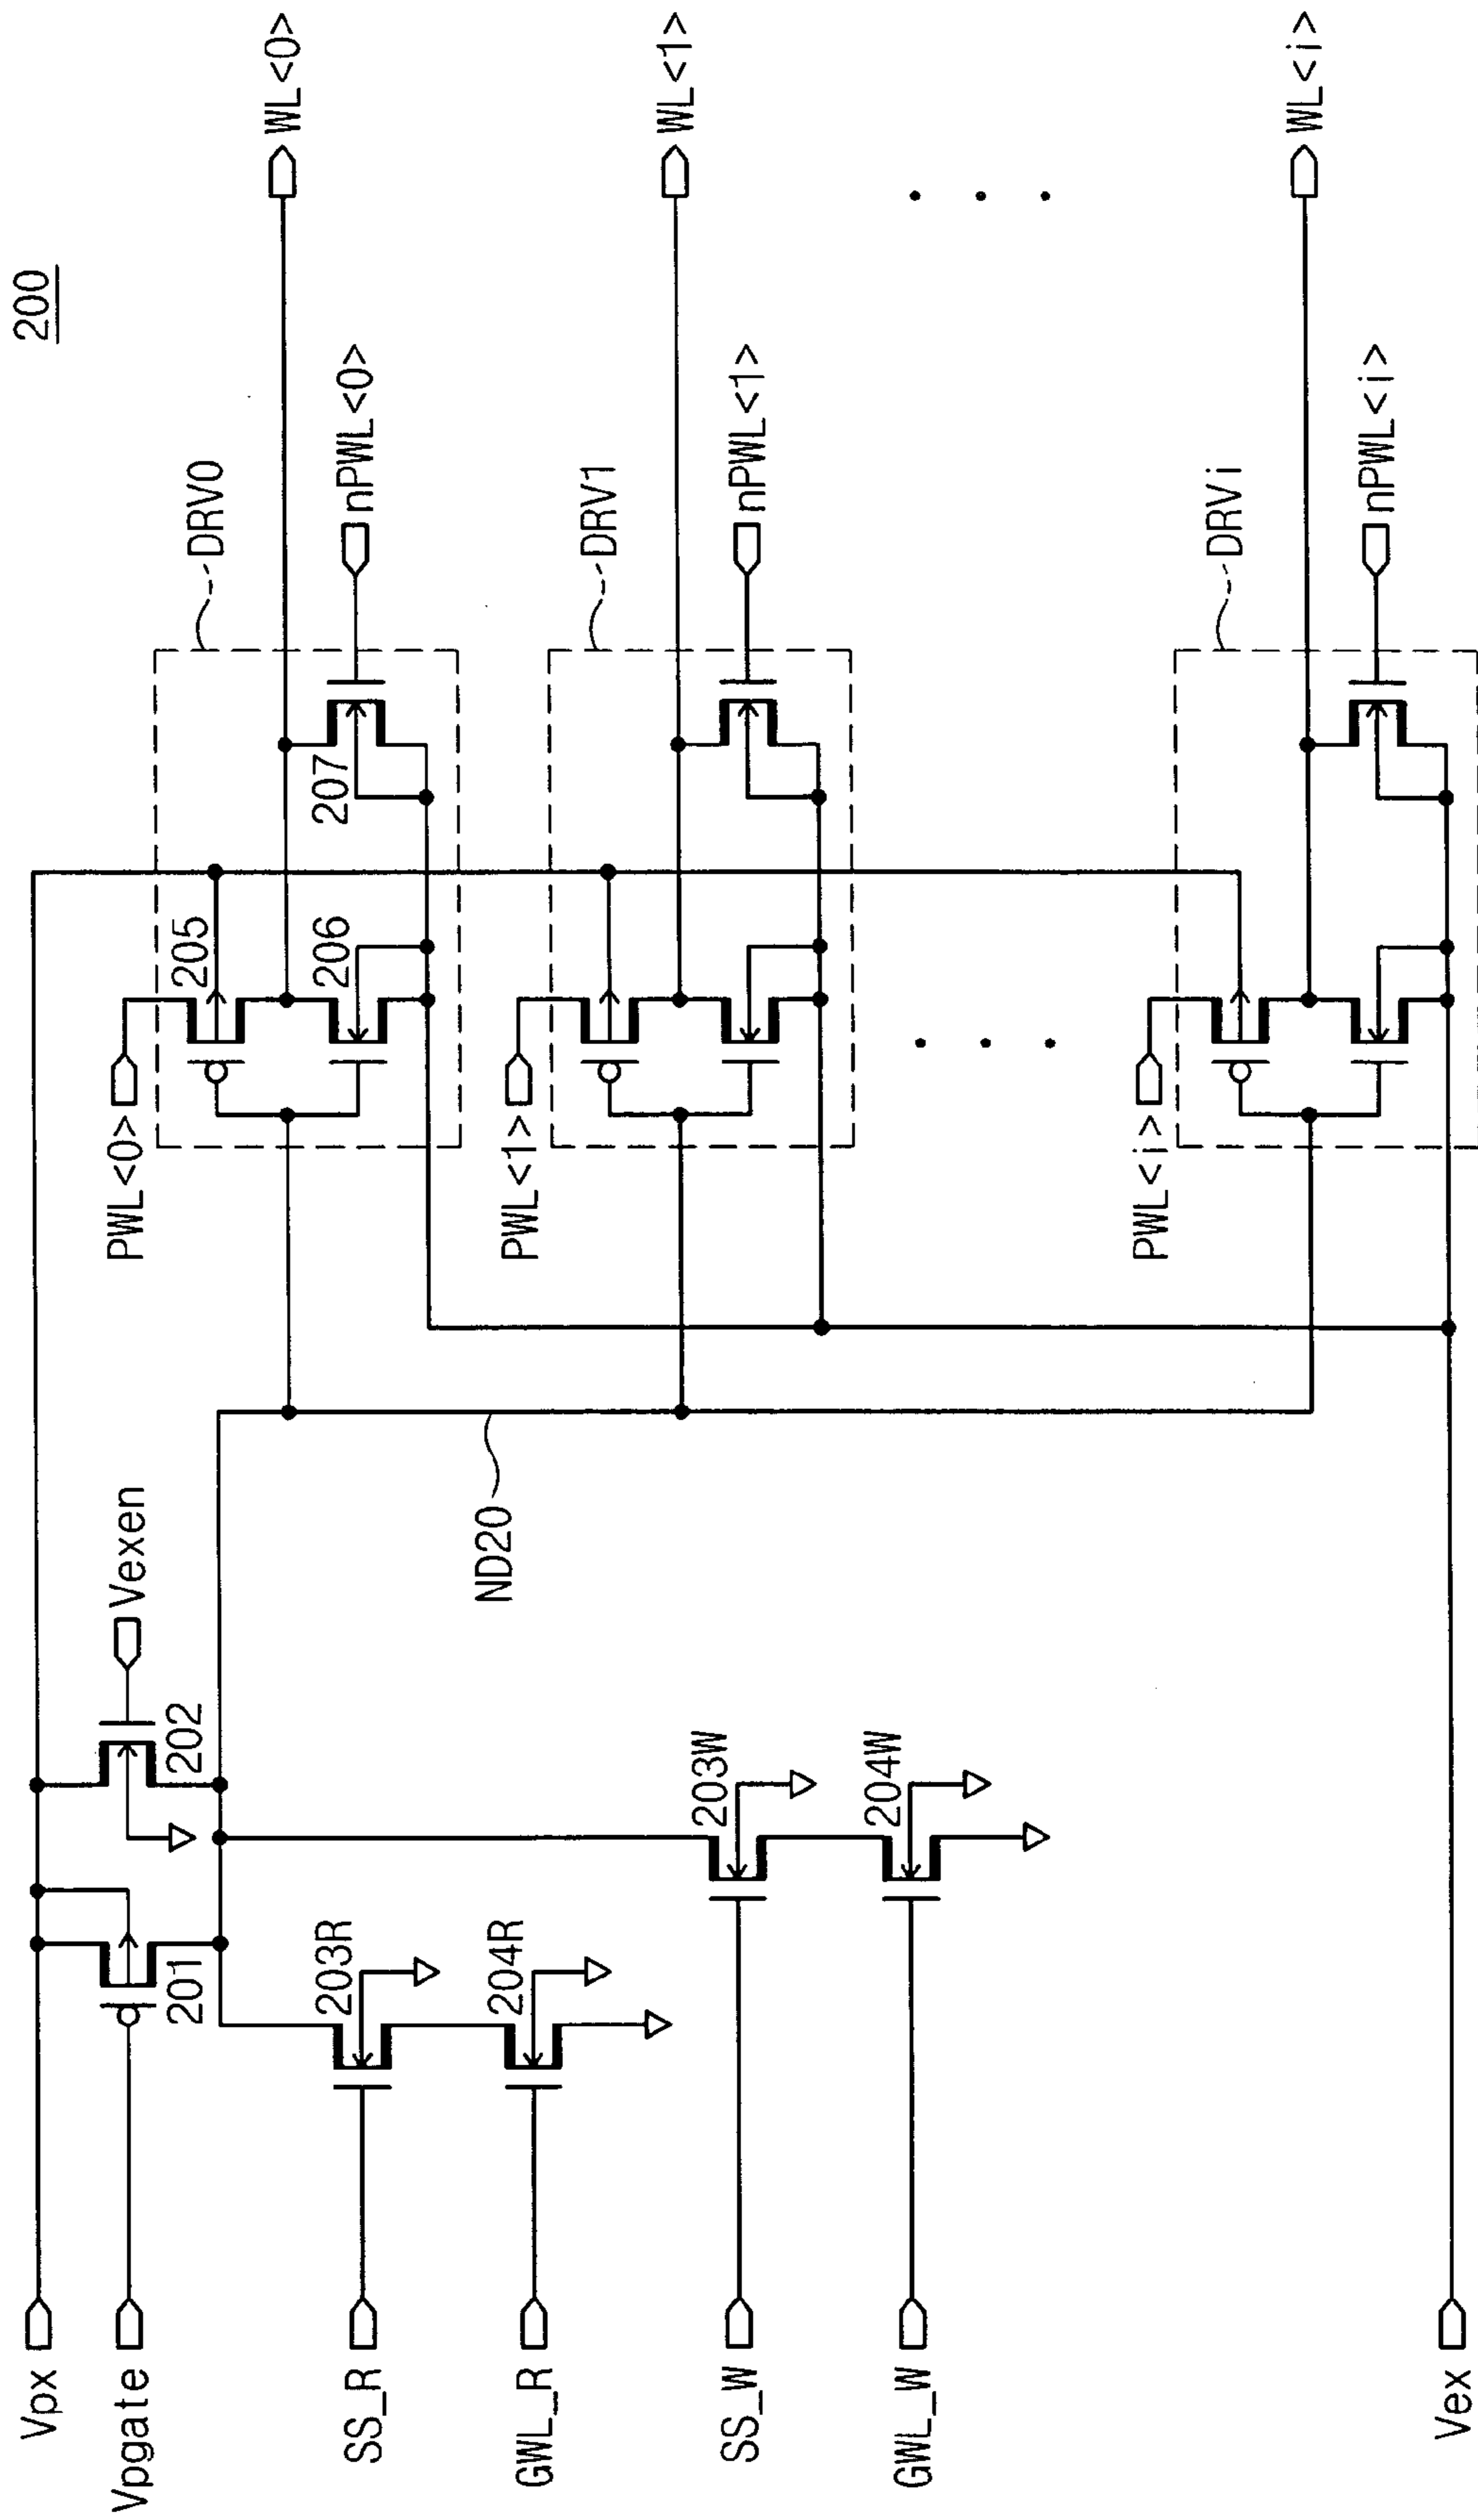 200
Vpx
Vpgate
201
202
Vexen
SS_R
203R
GWL_R
204R
SS_W
203W
GWL_W
204W
Vex
ND20
PWL<0>
205
206
207
DRV0
nPWL<0>
WL<0>
PWL<1>
DRV1
nPWL<1>
WL<1>
PWL<i>
DRVi
nPWL<i>
WL<i>